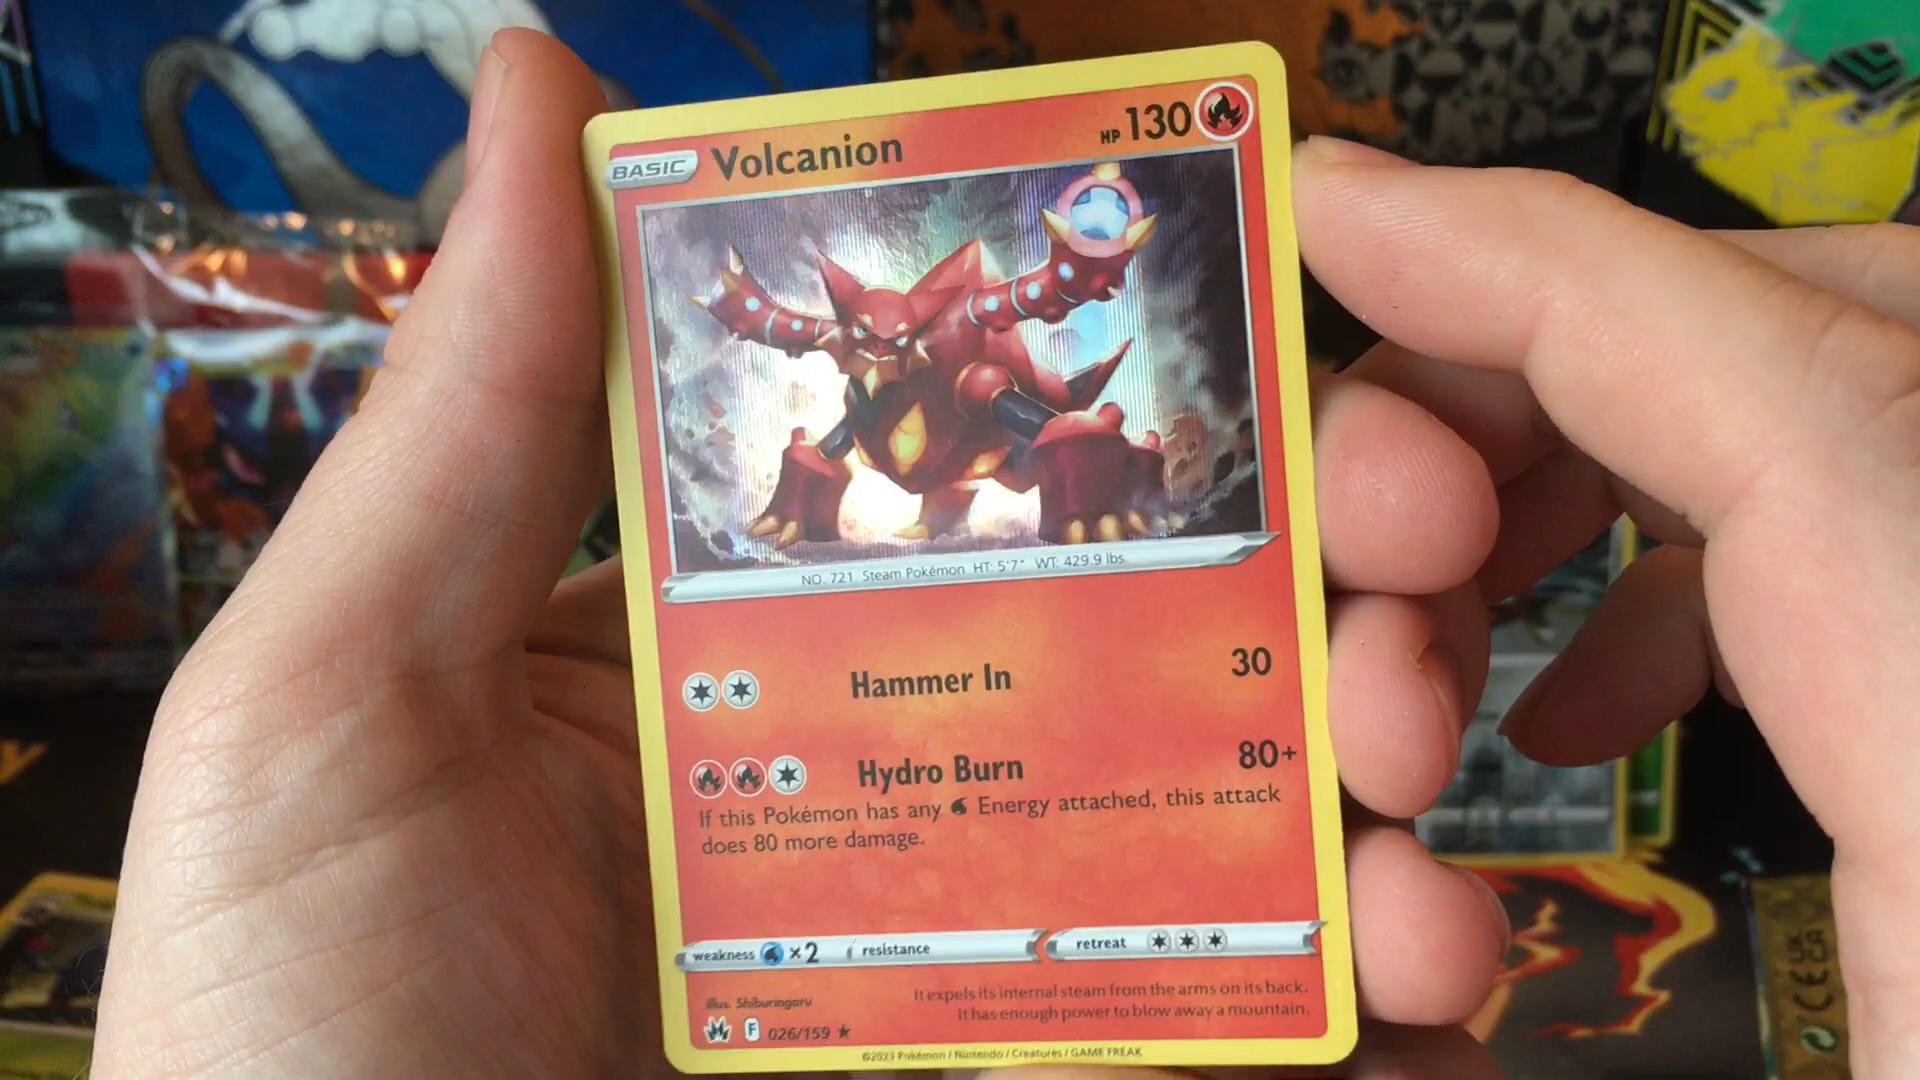 BASIC Volcanion HP 130
NO. 721 Steam Pokémon HT: 5'7" WT: 429.9 lbs
Hammer In 30
Hydro Burn 80+
If this Pokémon has any Energy attached, this attack
does 80 more damage.
weakness ×2 resistance retreat
Illus. Shiburingaru
It expels its internal steam from the arms on its back.
It has enough power to blow away a mountain.
F 026/159 ★
©2023 Pokémon / Nintendo / Creatures / GAME FREAK
UK
CA
CE